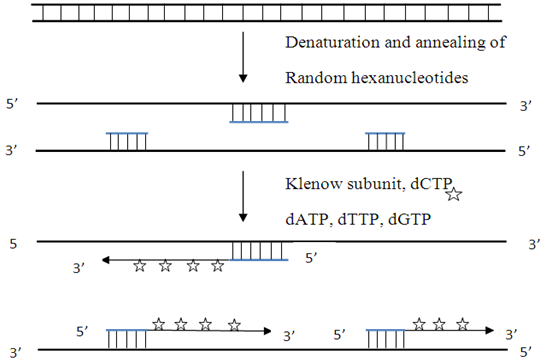 Denaturation and annealing of
Random hexanucleotides
5’ 3’
3’ 5’
Klenow subunit, dCTP
dATP, dTTP, dGTP
5 3’
3’ 5’
5’ 3’ 5’ 3’
3’ 5’